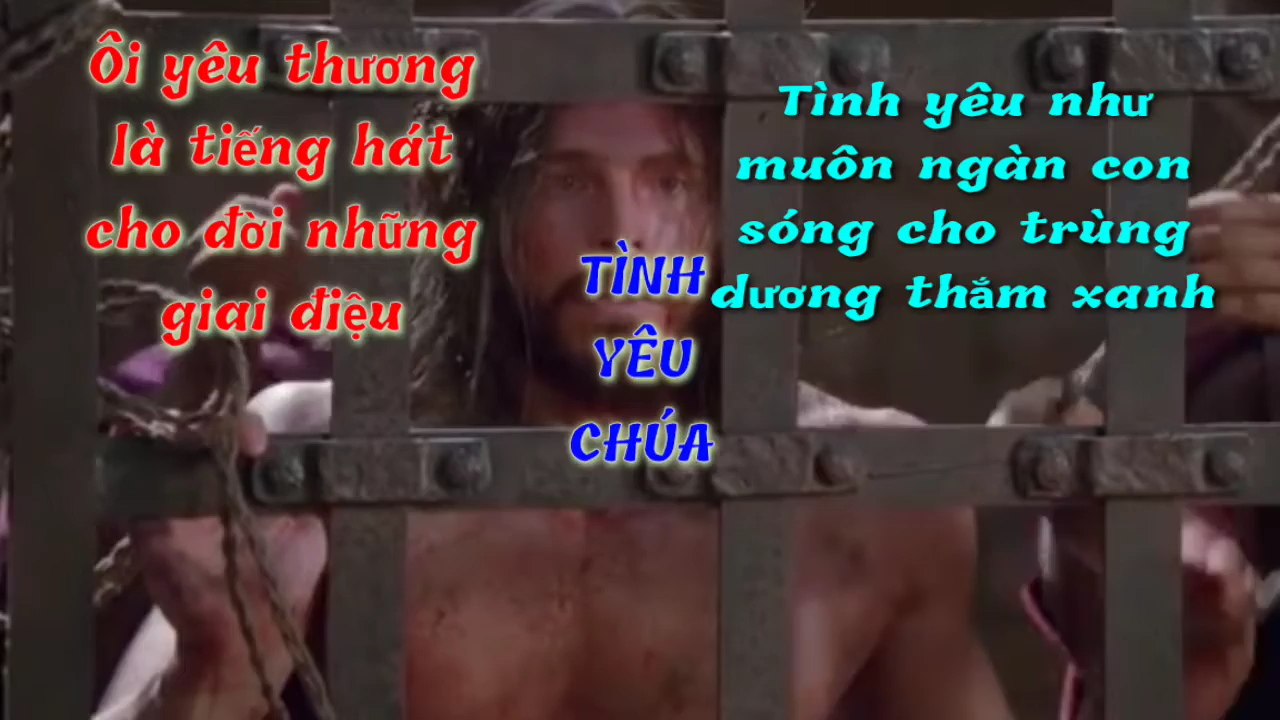 Ôi yêu thương
là tiếng hát
cho đời những
giai điệu
TÌNH
YÊU
CHÚA
Tình yêu như
muôn ngàn con
sóng cho trùng
dương thắm xanh